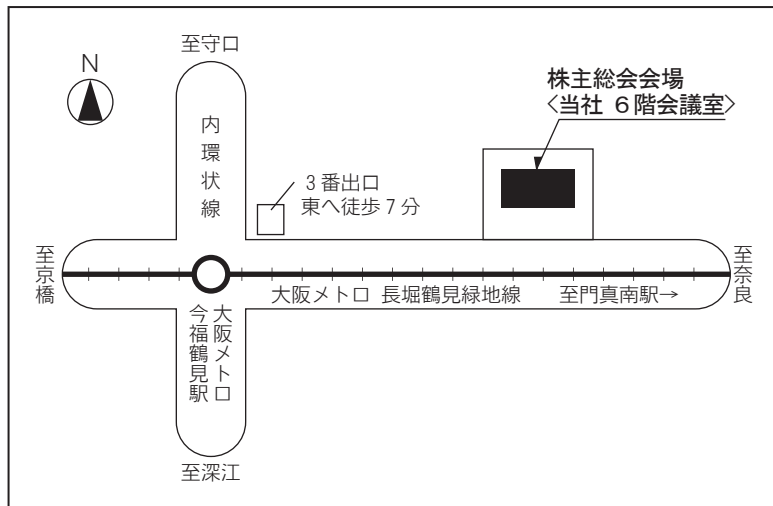 至守口
N
株主総会会場
〈当社 6階会議室〉
内環状線
3番出口
東へ徒歩7分
至京橋
至奈良
大阪メトロ 長堀鶴見緑地線
至門真南駅→
大阪メトロ
今福鶴見駅
至深江